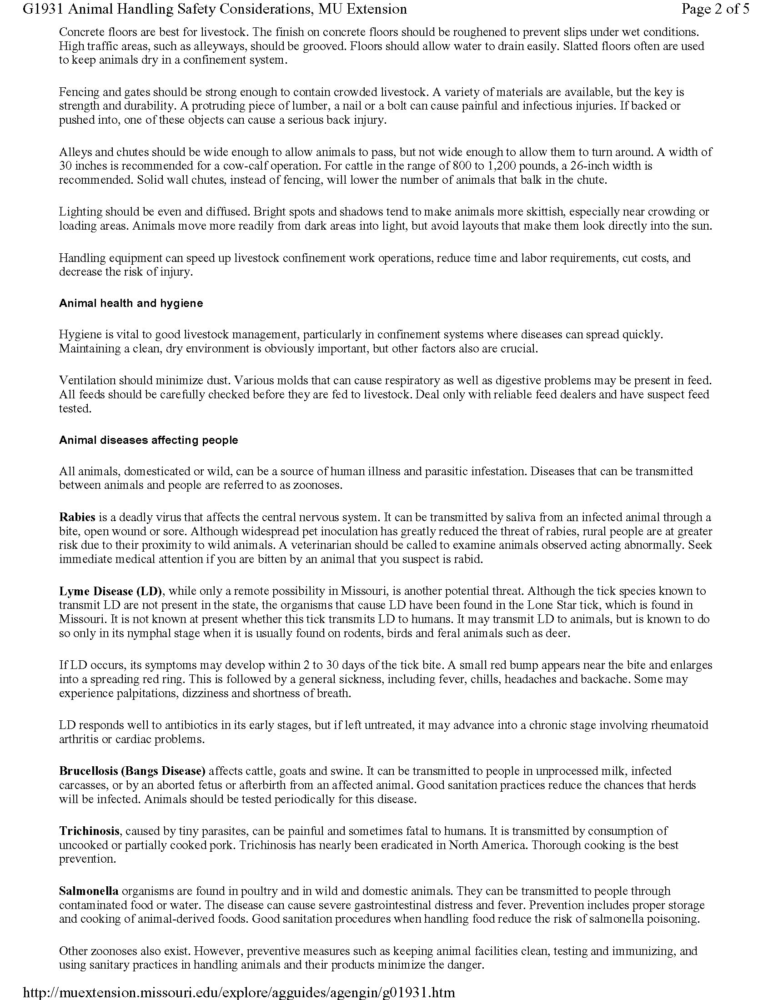 G1931 Animal Handling Safety Considerations, MU Extension Page 2 of 5
Concrete floors are best for livestock. The finish on concrete floors should be roughened to prevent slips under wet conditions.
High traffic areas, such as alleyways, should be grooved. Floors should allow water to drain easily. Slatted floors often are used
to keep animals dry in a confinement system.
Fencing and gates should be strong enough to contain crowded livestock. A variety of materials are available, but the key is
strength and durability. A protruding piece of lumber, a nail or a bolt can cause painful and infectious injuries. If backed or
pushed into, one of these objects can cause a serious back injury.
Alleys and chutes should be wide enough to allow animals to pass, but not wide enough to allow them to turn around. A width of
30 inches is recommended for a cow-calf operation. For cattle in the range of 800 to 1,200 pounds, a 26-inch width is
recommended. Solid wall chutes, instead of fencing, will lower the number of animals that balk in the chute.
Lighting should be even and diffused. Bright spots and shadows tend to make animals more skittish, especially near crowding or
loading areas. Animals move more readily from dark areas into light, but avoid layouts that make them look directly into the sun.
Handling equipment can speed up livestock confinement work operations, reduce time and labor requirements, cut costs, and
decrease the risk of injury.
Animal health and hygiene
Hygiene is vital to good livestock management, particularly in confinement systems where diseases can spread quickly.
Maintaining a clean, dry environment is obviously important, but other factors also are crucial.
Ventilation should minimize dust. Various molds that can cause respiratory as well as digestive problems may be present in feed.
All feeds should be carefully checked before they are fed to livestock. Deal only with reliable feed dealers and have suspect feed
tested.
Animal diseases affecting people
All animals, domesticated or wild, can be a source of human illness and parasitic infestation. Diseases that can be transmitted
between animals and people are referred to as zoonoses.
Rabies is a deadly virus that affects the central nervous system. It can be transmitted by saliva from an infected animal through a
bite, open wound or sore. Although widespread pet inoculation has greatly reduced the threat of rabies, rural people are at greater
risk due to their proximity to wild animals. A veterinarian should be called to examine animals observed acting abnormally. Seek
immediate medical attention if you are bitten by an animal that you suspect is rabid.
Lyme Disease (LD), while only a remote possibility in Missouri, is another potential threat. Although the tick species known to
transmit LD are not present in the state, the organisms that cause LD have been found in the Lone Star tick, which is found in
Missouri. It is not known at present whether this tick transmits LD to humans. It may transmit LD to animals, but is known to do
so only in its nymphal stage when it is usually found on rodents, birds and feral animals such as deer.
If LD occurs, its symptoms may develop within 2 to 30 days of the tick bite. A small red bump appears near the bite and enlarges
into a spreading red ring. This is followed by a general sickness, including fever, chills, headaches and backache. Some may
experience palpitations, dizziness and shortness of breath.
LD responds well to antibiotics in its early stages, but if left untreated, it may advance into a chronic stage involving rheumatoid
arthritis or cardiac problems.
Brucellosis (Bangs Disease) affects cattle, goats and swine. It can be transmitted to people in unprocessed milk, infected
carcasses, or by an aborted fetus or afterbirth from an affected animal. Good sanitation practices reduce the chances that herds
will be infected. Animals should be tested periodically for this disease.
Trichinosis, caused by tiny parasites, can be painful and sometimes fatal to humans. It is transmitted by consumption of
uncooked or partially cooked pork. Trichinosis has nearly been eradicated in North America. Thorough cooking is the best
prevention.
Salmonella organisms are found in poultry and in wild and domestic animals. They can be transmitted to people through
contaminated food or water. The disease can cause severe gastrointestinal distress and fever. Prevention includes proper storage
and cooking of animal-derived foods. Good sanitation procedures when handling food reduce the risk of salmonella poisoning.
Other zoonoses also exist. However, preventive measures such as keeping animal facilities clean, testing and immunizing, and
using sanitary practices in handling animals and their products minimize the danger.
http://muextension.missouri.edu/explore/agguides/agengin/g01931.htm